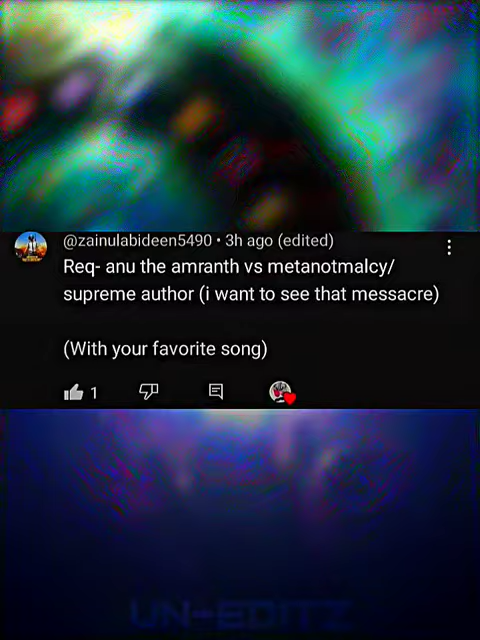 @zainulabideen5490 • 3h ago (edited)
Req- anu the amranth vs metanotmalcy/
supreme author (i want to see that messacre)
(With your favorite song)
1
UN-EDITZ